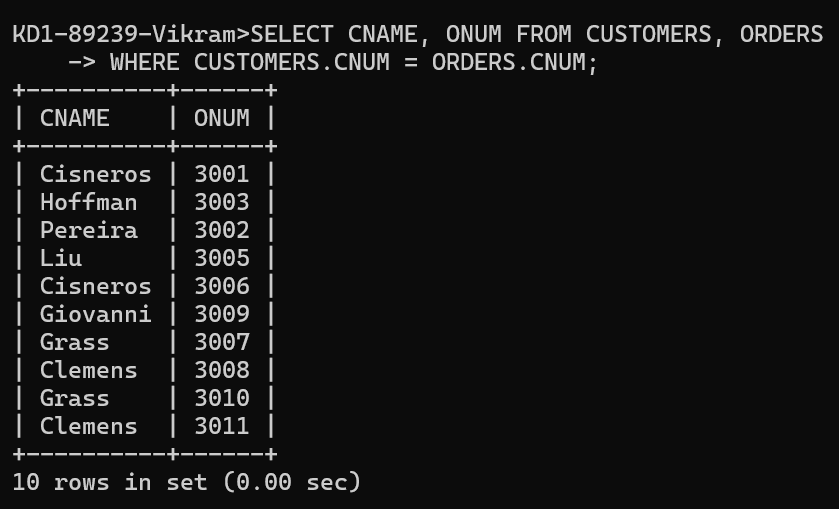 KD1-89239-Vikram>SELECT CNAME, ONUM FROM CUSTOMERS, ORDERS
    -> WHERE CUSTOMERS.CNUM = ORDERS.CNUM;
+----------+------+
| CNAME    | ONUM |
+----------+------+
| Cisneros | 3001 |
| Hoffman  | 3003 |
| Pereira  | 3002 |
| Liu      | 3005 |
| Cisneros | 3006 |
| Giovanni | 3009 |
| Grass    | 3007 |
| Clemens  | 3008 |
| Grass    | 3010 |
| Clemens  | 3011 |
+----------+------+
10 rows in set (0.00 sec)